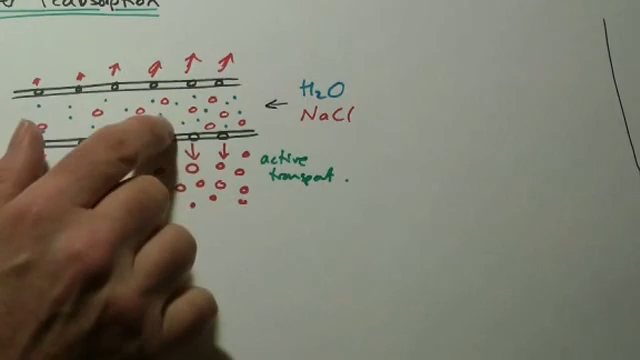 H₂O
NaCl
active
transport.